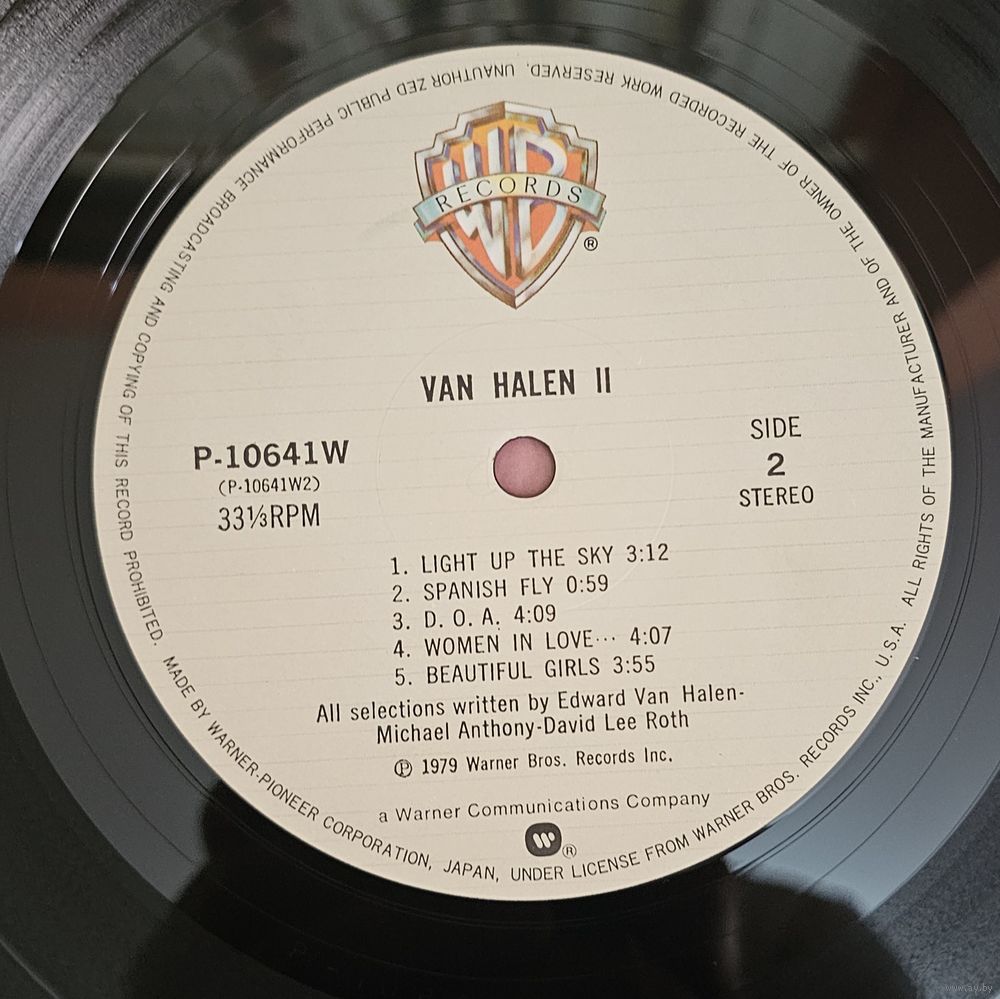 WB
RECORDS
®
VAN HALEN II
P-10641W
(P-10641W2)
33⅓RPM
SIDE
2
STEREO
1. LIGHT UP THE SKY 3:12
2. SPANISH FLY 0:59
3. D. O. A. 4:09
4. WOMEN IN LOVE··· 4:07
5. BEAUTIFUL GIRLS 3:55
All selections written by Edward Van Halen-
Michael Anthony-David Lee Roth
℗ 1979 Warner Bros. Records Inc.
a Warner Communications Company
®
MADE BY WARNER-PIONEER CORPORATION, JAPAN, UNDER LICENSE FROM WARNER BROS. RECORDS INC., U.S.A. ALL RIGHTS OF THE MANUFACTURER AND OF THE OWNER OF THE RECORDED WORK RESERVED. UNAUTHOR ZED PUBLIC PERFORMANCE BROADCASTING AND COPYING OF THIS RECORD PROHIBITED.
www.ay.by